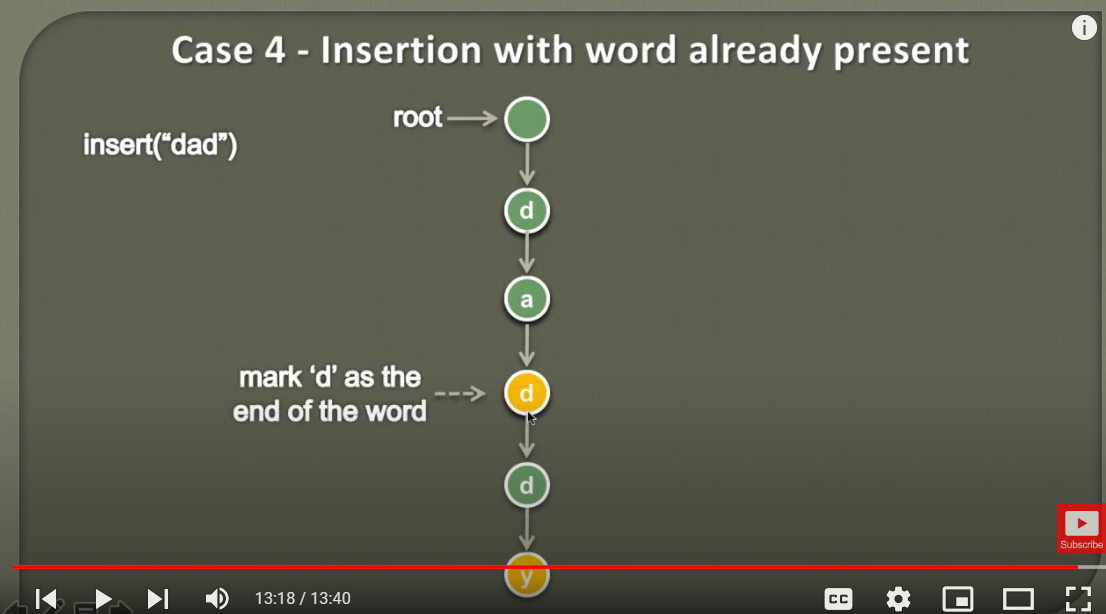 Case 4 - Insertion with word already present
root
insert(“dad”)
d
a
mark ‘d’ as the
end of the word
d
d
y
Subscribe
13:18 / 13:40
CC